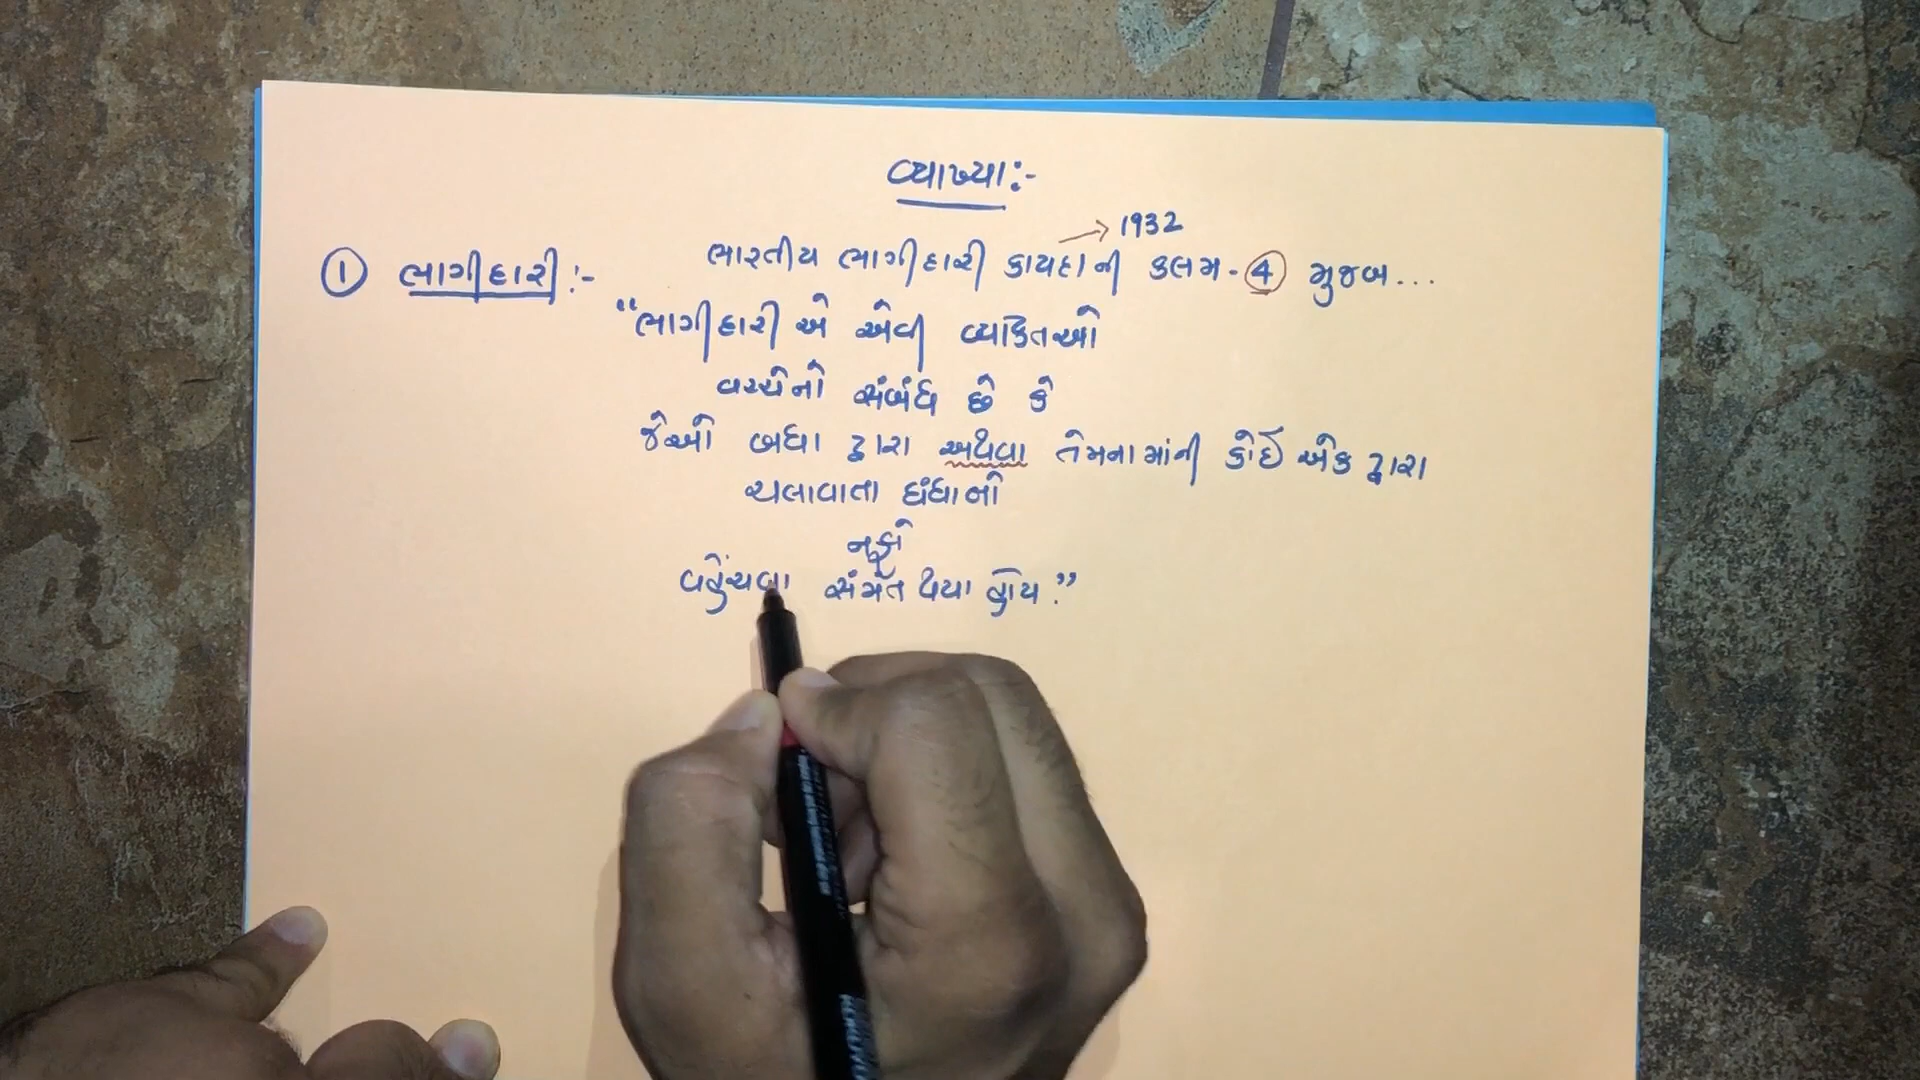 વ્યાખ્યા:-
→ 1932
① ભાગીદારી :- ભારતીય ભાગીદારી કાયદાની કલમ - ④ મુજબ...
"ભાગીદારી એ એવી વ્યકિતઓ
વચ્ચેનો સંબંધ છે કે
જેઓ બધા દ્વારા અથવા તેમનામાંની કોઈ એક દ્વારા
ચલાવાતા ધંધાનો
નફો
વહેંચવા સંમત થયા હોય."